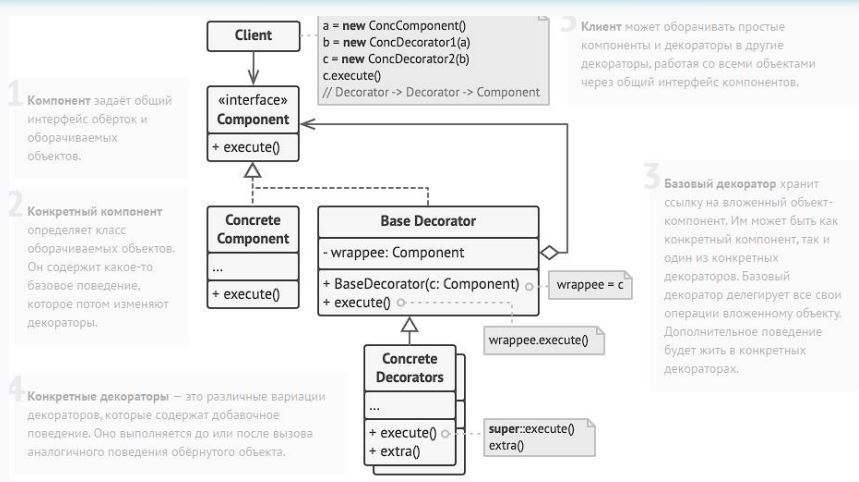 Client
a = new ConcComponent()
b = new ConcDecorator1(a)
c = new ConcDecorator2(b)
c.execute()
// Decorator -> Decorator -> Component
5
Клиент может оборачивать простые
компоненты и декораторы в другие
декораторы, работая со всеми объектами
через общий интерфейс компонентов.
1
Компонент задаёт общий
интерфейс обёрток и
оборачиваемых
объектов.
«interface»
Component
+ execute()
2
Конкретный компонент
определяет класс
оборачиваемых объектов.
Он содержит какое-то
базовое поведение,
которое потом изменяют
декораторы.
Concrete
Component
...
+ execute()
Base Decorator
- wrappee: Component
+ BaseDecorator(c: Component)
+ execute()
wrappee = c
wrappee.execute()
3
Базовый декоратор хранит
ссылку на вложенный объект-
компонент. Им может быть как
конкретный компонент, так и
один из конкретных
декораторов. Базовый
декоратор делегирует все свои
операции вложенному объекту.
Дополнительное поведение
будет жить в конкретных
декораторах.
Concrete
Decorators
...
+ execute()
+ extra()
super::execute()
extra()
4
Конкретные декораторы — это различные вариации
декораторов, которые содержат добавочное
поведение. Оно выполняется до или после вызова
аналогичного поведения обёрнутого объекта.